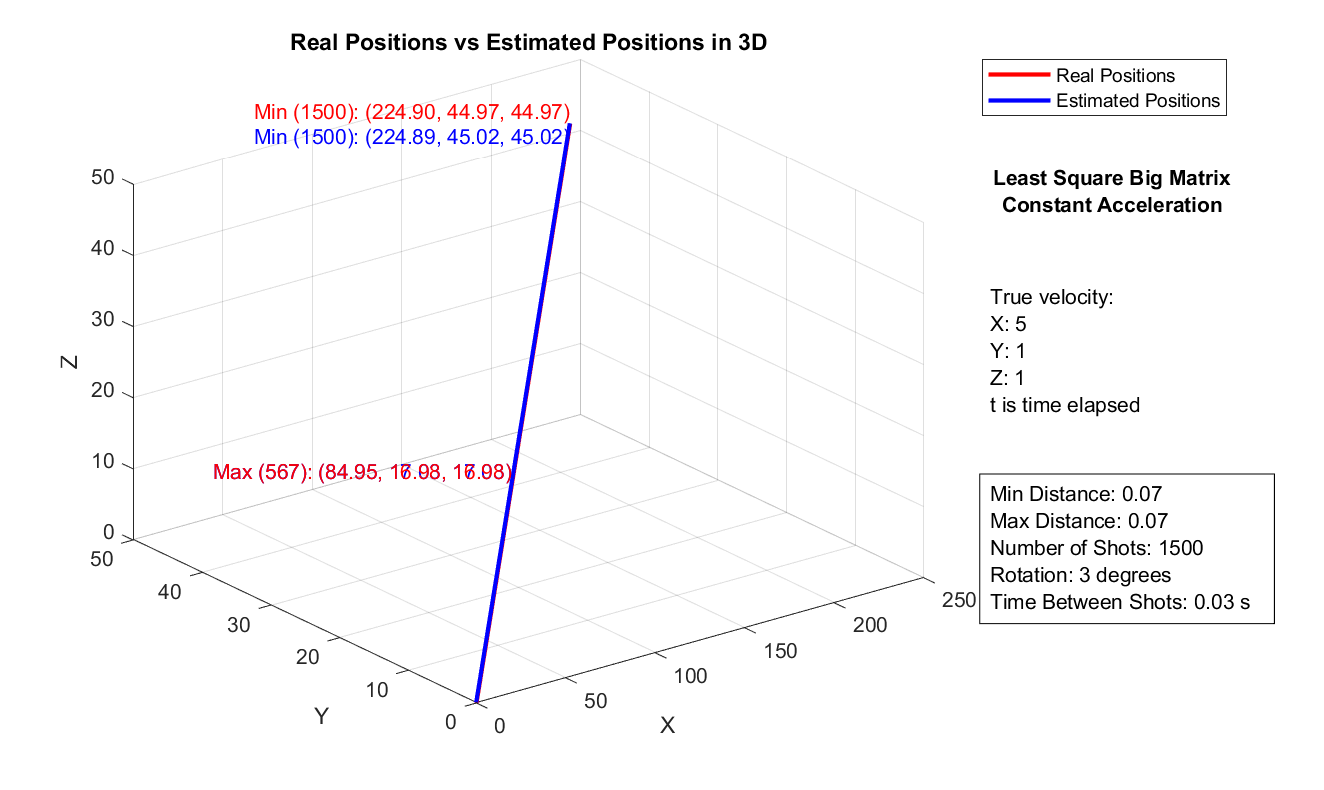 Real Positions vs Estimated Positions in 3D
Real Positions
Estimated Positions
Min (1500): (224.90, 44.97, 44.97)
Min (1500): (224.89, 45.02, 45.02)
Least Square Big Matrix
Constant Acceleration
True velocity:
X: 5
Y: 1
Z: 1
t is time elapsed
Max (567): (84.95,
Min Distance: 0.07
Max Distance: 0.07
Number of Shots: 1500
Rotation: 3 degrees
Time Between Shots: 0.03 s
50
40
30
20
10
0
Z
50
40
30
20
10
0
Y
0
50
100
150
200
250
X